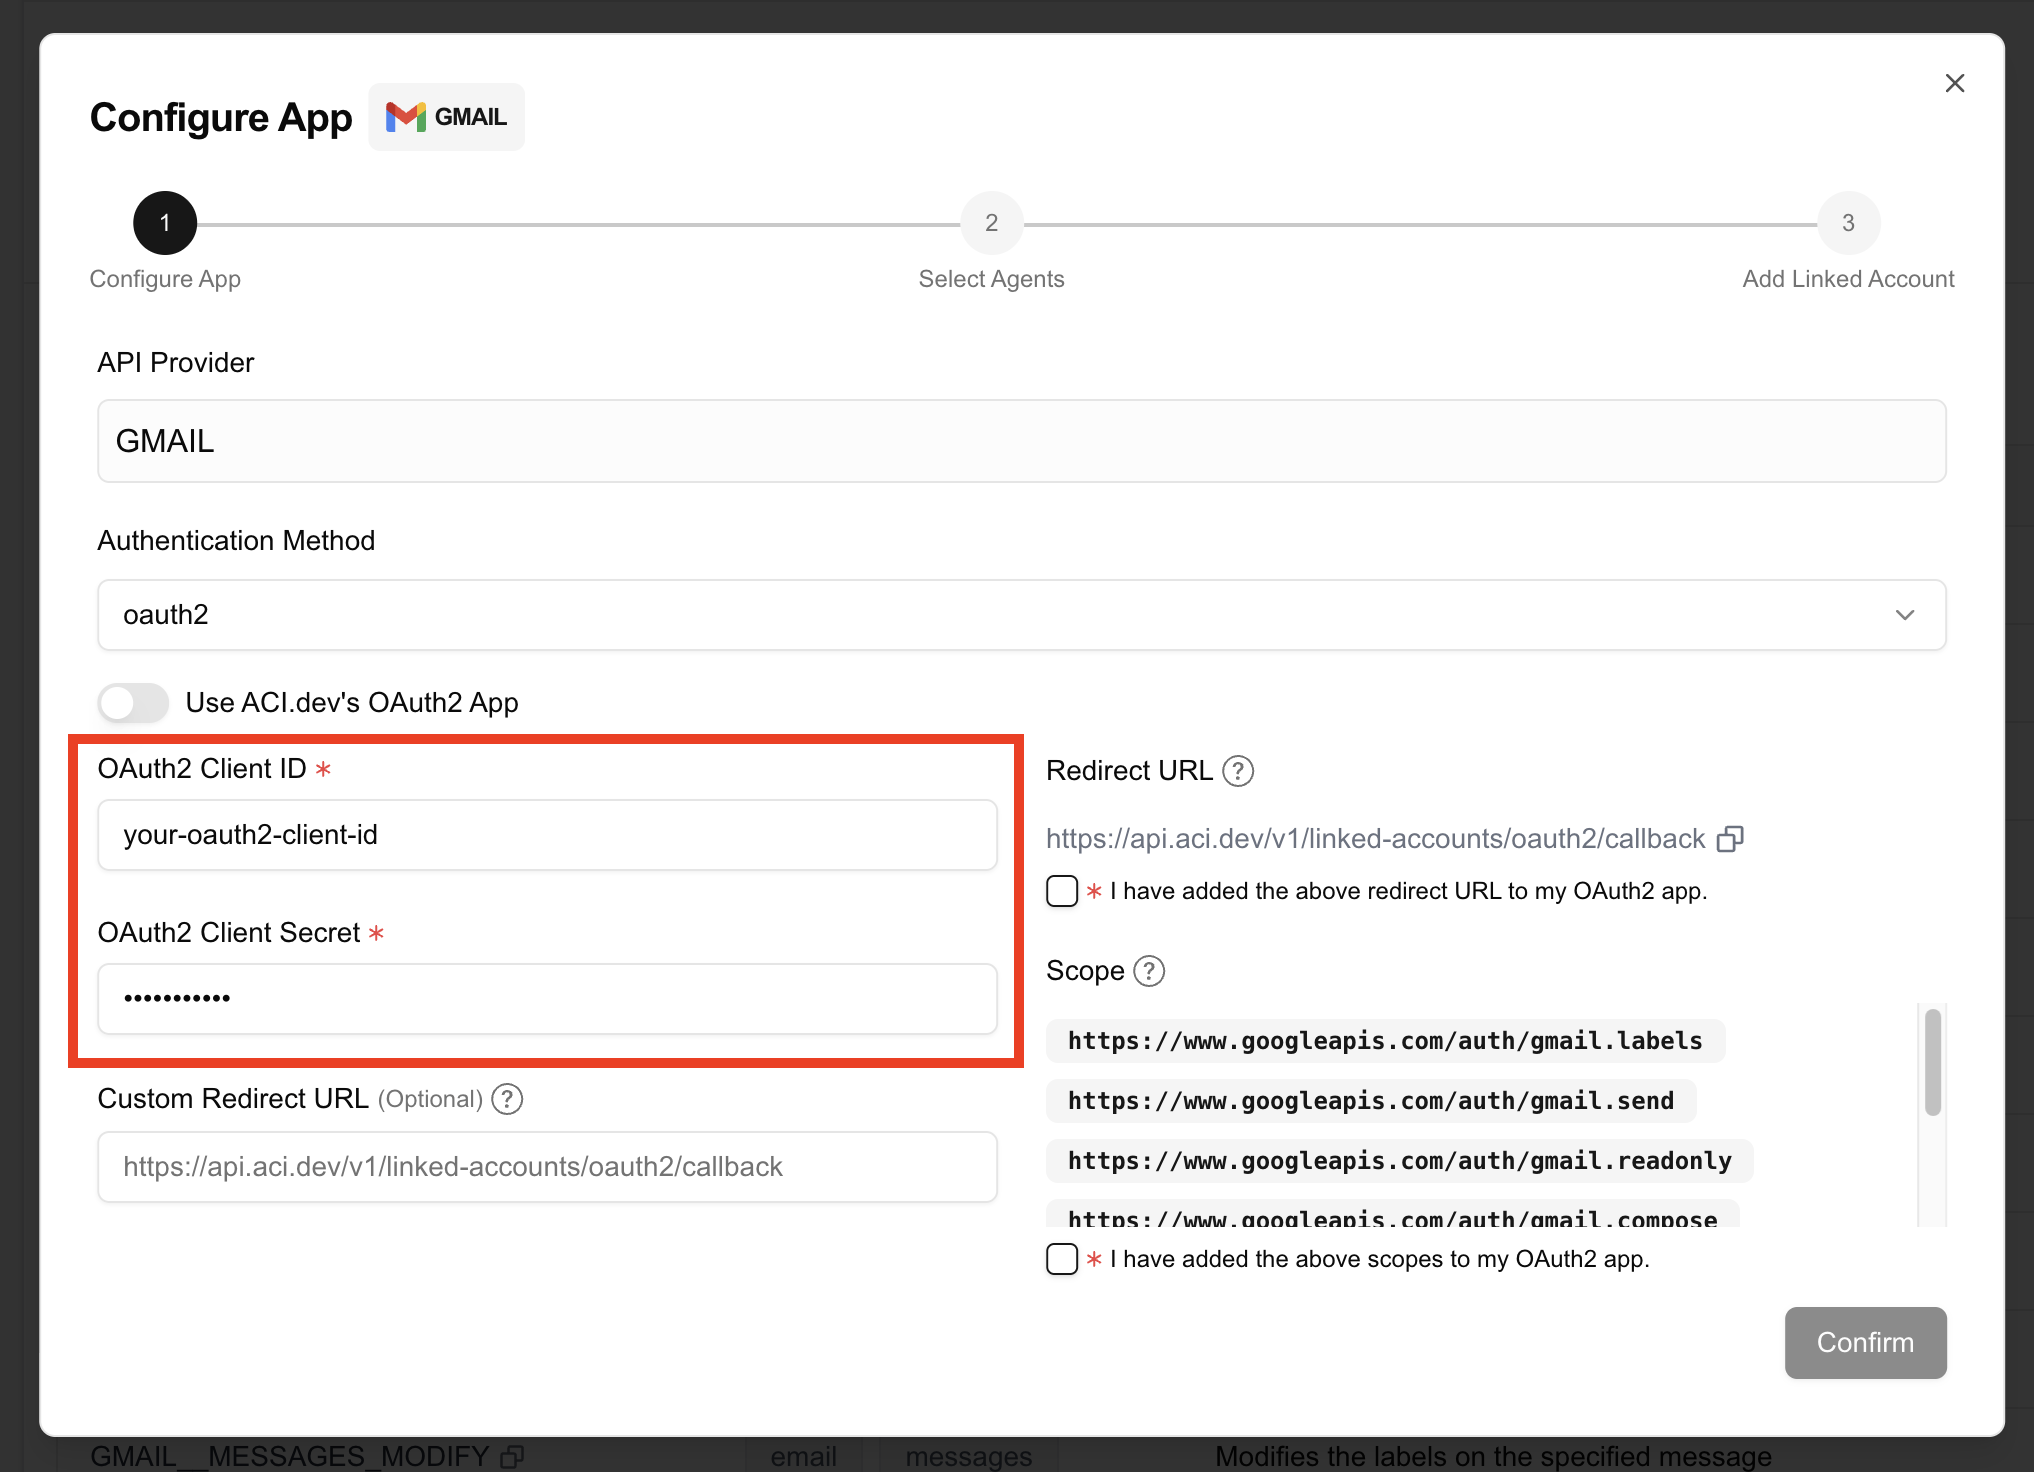 Configure App
GMAIL
1
2
3
Configure App
Select Agents
Add Linked Account
API Provider
GMAIL
Authentication Method
oauth2
Use ACI.dev's OAuth2 App
OAuth2 Client ID *
your-oauth2-client-id
OAuth2 Client Secret *
•••••••••••
Custom Redirect URL (Optional) ?
https://api.aci.dev/v1/linked-accounts/oauth2/callback
Redirect URL ?
https://api.aci.dev/v1/linked-accounts/oauth2/callback
* I have added the above redirect URL to my OAuth2 app.
Scope ?
https://www.googleapis.com/auth/gmail.labels
https://www.googleapis.com/auth/gmail.send
https://www.googleapis.com/auth/gmail.readonly
https://www.googleapis.com/auth/gmail.compose
* I have added the above scopes to my OAuth2 app.
Confirm
GMAIL__MESSAGES_MODIFY
email
messages
Modifies the labels on the specified message